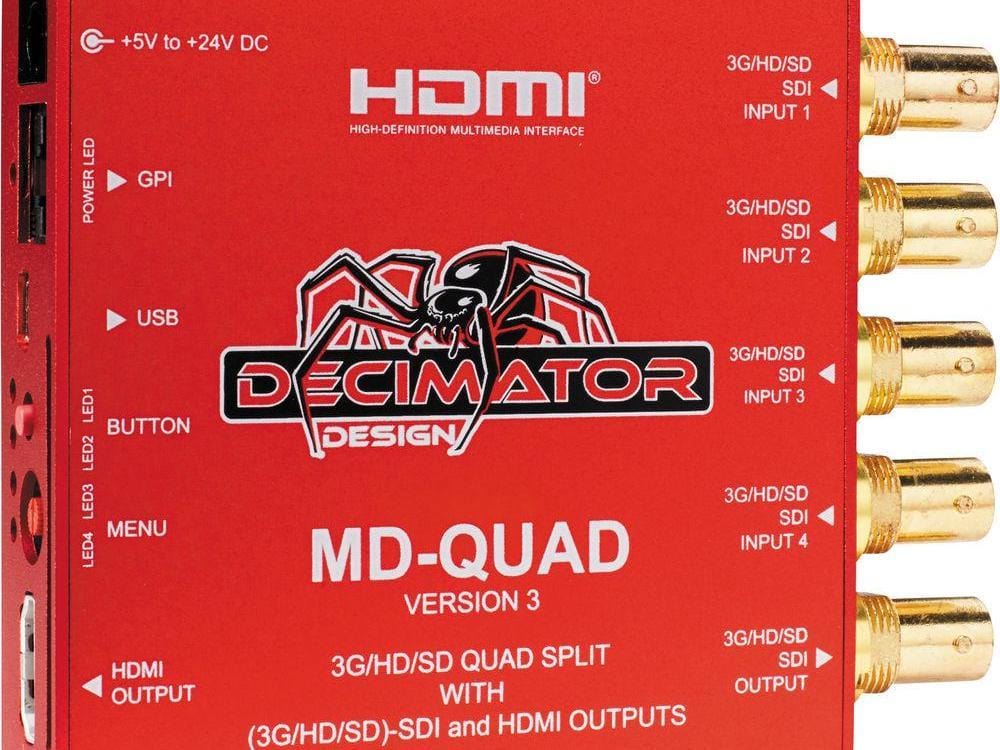 +5V to +24V DC
HDMI®
HIGH-DEFINITION MULTIMEDIA INTERFACE
POWER LED
GPI
USB
LED1
BUTTON
LED2
LED3
MENU
LED4
HDMI
OUTPUT
DECIMATOR
DESIGN
MD-QUAD
VERSION 3
3G/HD/SD QUAD SPLIT
WITH
(3G/HD/SD)-SDI and HDMI OUTPUTS
3G/HD/SD
SDI
INPUT 1
3G/HD/SD
SDI
INPUT 2
3G/HD/SD
SDI
INPUT 3
3G/HD/SD
SDI
INPUT 4
3G/HD/SD
SDI
OUTPUT